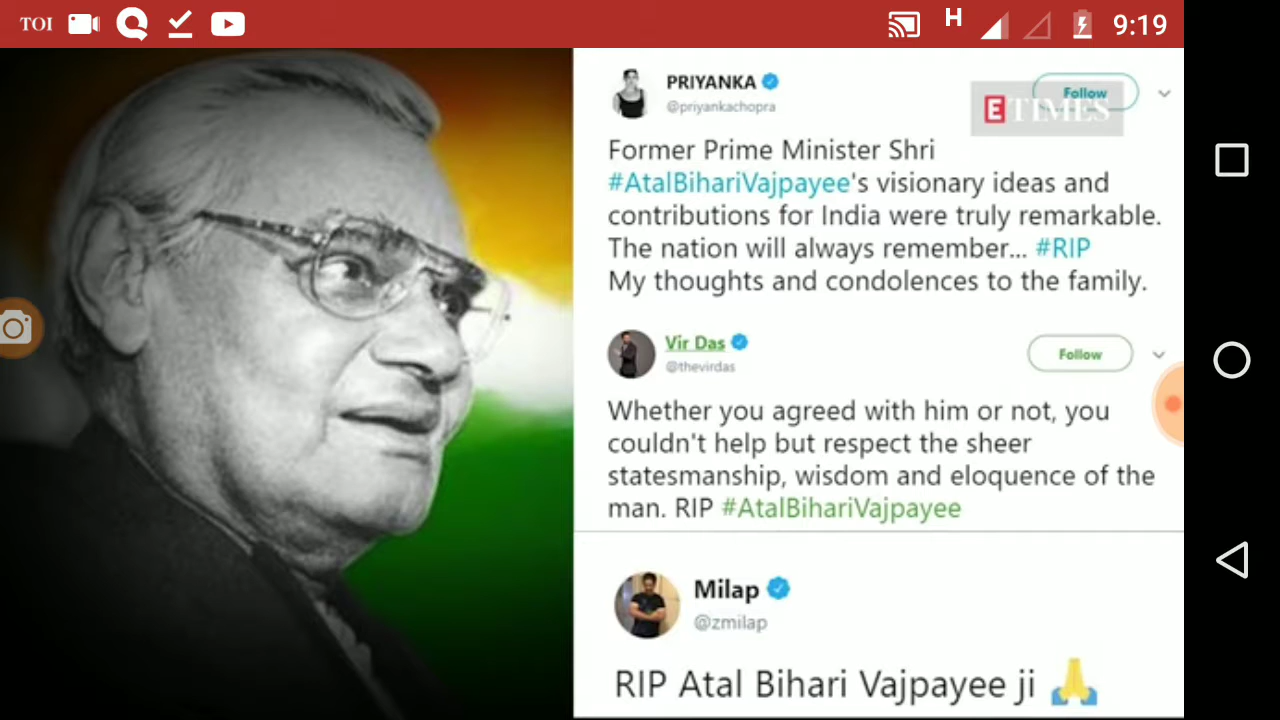 TOI
H
9:19
PRIYANKA
@priyankachopra
Follow
E TIMES
Former Prime Minister Shri
#AtalBihariVajpayee's visionary ideas and
contributions for India were truly remarkable.
The nation will always remember... #RIP
My thoughts and condolences to the family.
Vir Das
@thevirdas
Follow
Whether you agreed with him or not, you
couldn't help but respect the sheer
statesmanship, wisdom and eloquence of the
man. RIP #AtalBihariVajpayee
Milap
@zmilap
RIP Atal Bihari Vajpayee ji 🙏